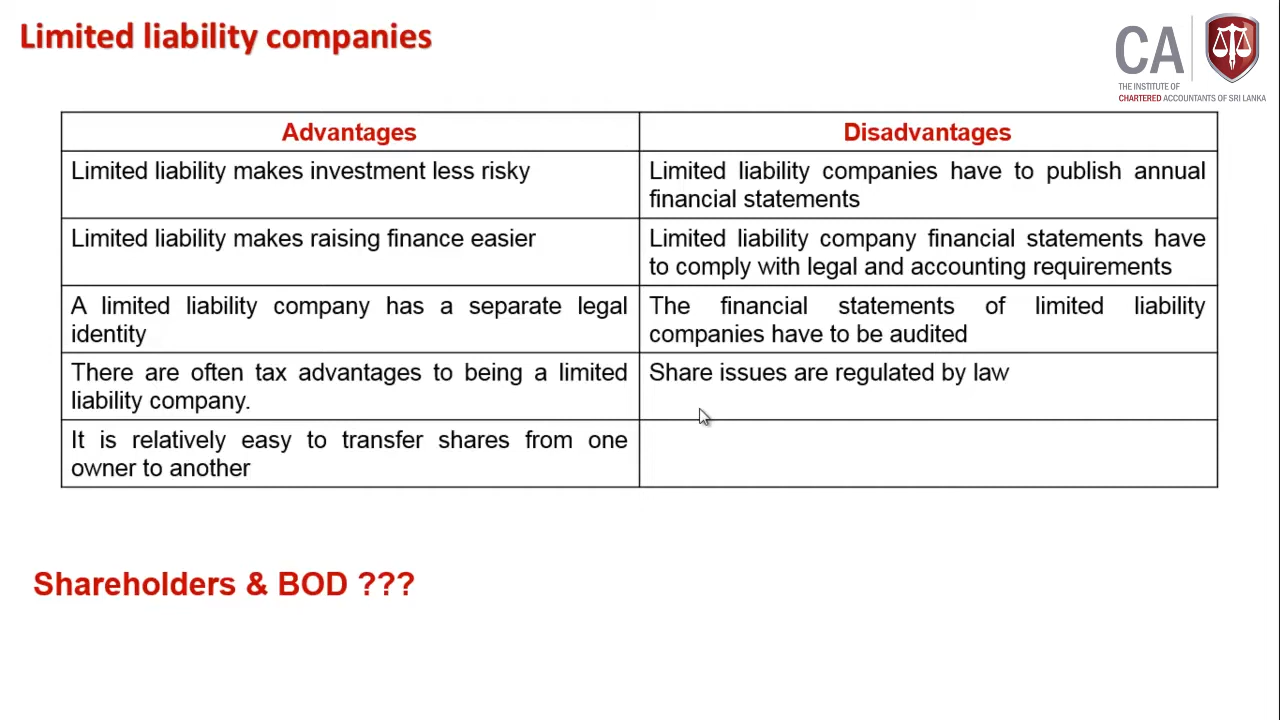 Limited liability companies
CA
THE INSTITUTE OF
CHARTERED ACCOUNTANTS OF SRI LANKA
Advantages
Disadvantages
Limited liability makes investment less risky
Limited liability companies have to publish annual
financial statements
Limited liability makes raising finance easier
Limited liability company financial statements have
to comply with legal and accounting requirements
A limited liability company has a separate legal
identity
The financial statements of limited liability
companies have to be audited
There are often tax advantages to being a limited
liability company.
Share issues are regulated by law
It is relatively easy to transfer shares from one
owner to another
Shareholders & BOD ???